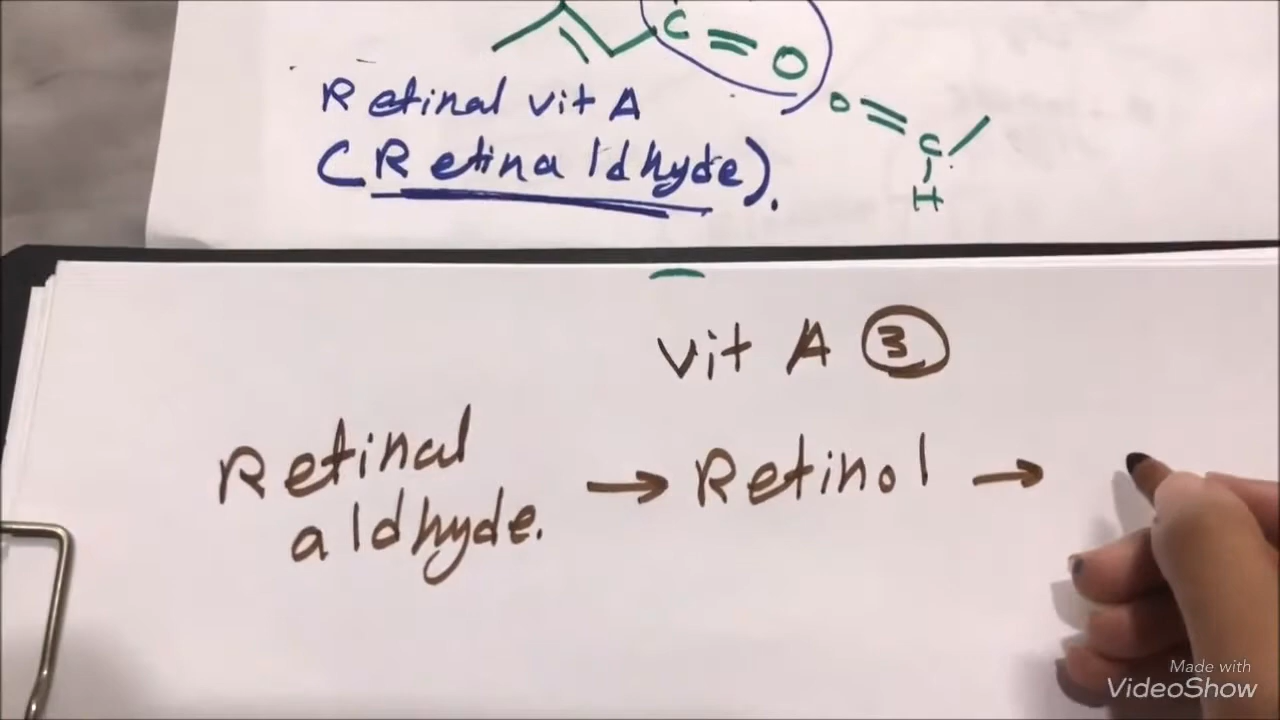 C = O
Retinal vit A
(Retinaldhyde).
O = C
H
vit A 3
Retinal → Retinol →
aldhyde.
Made with
VideoShow